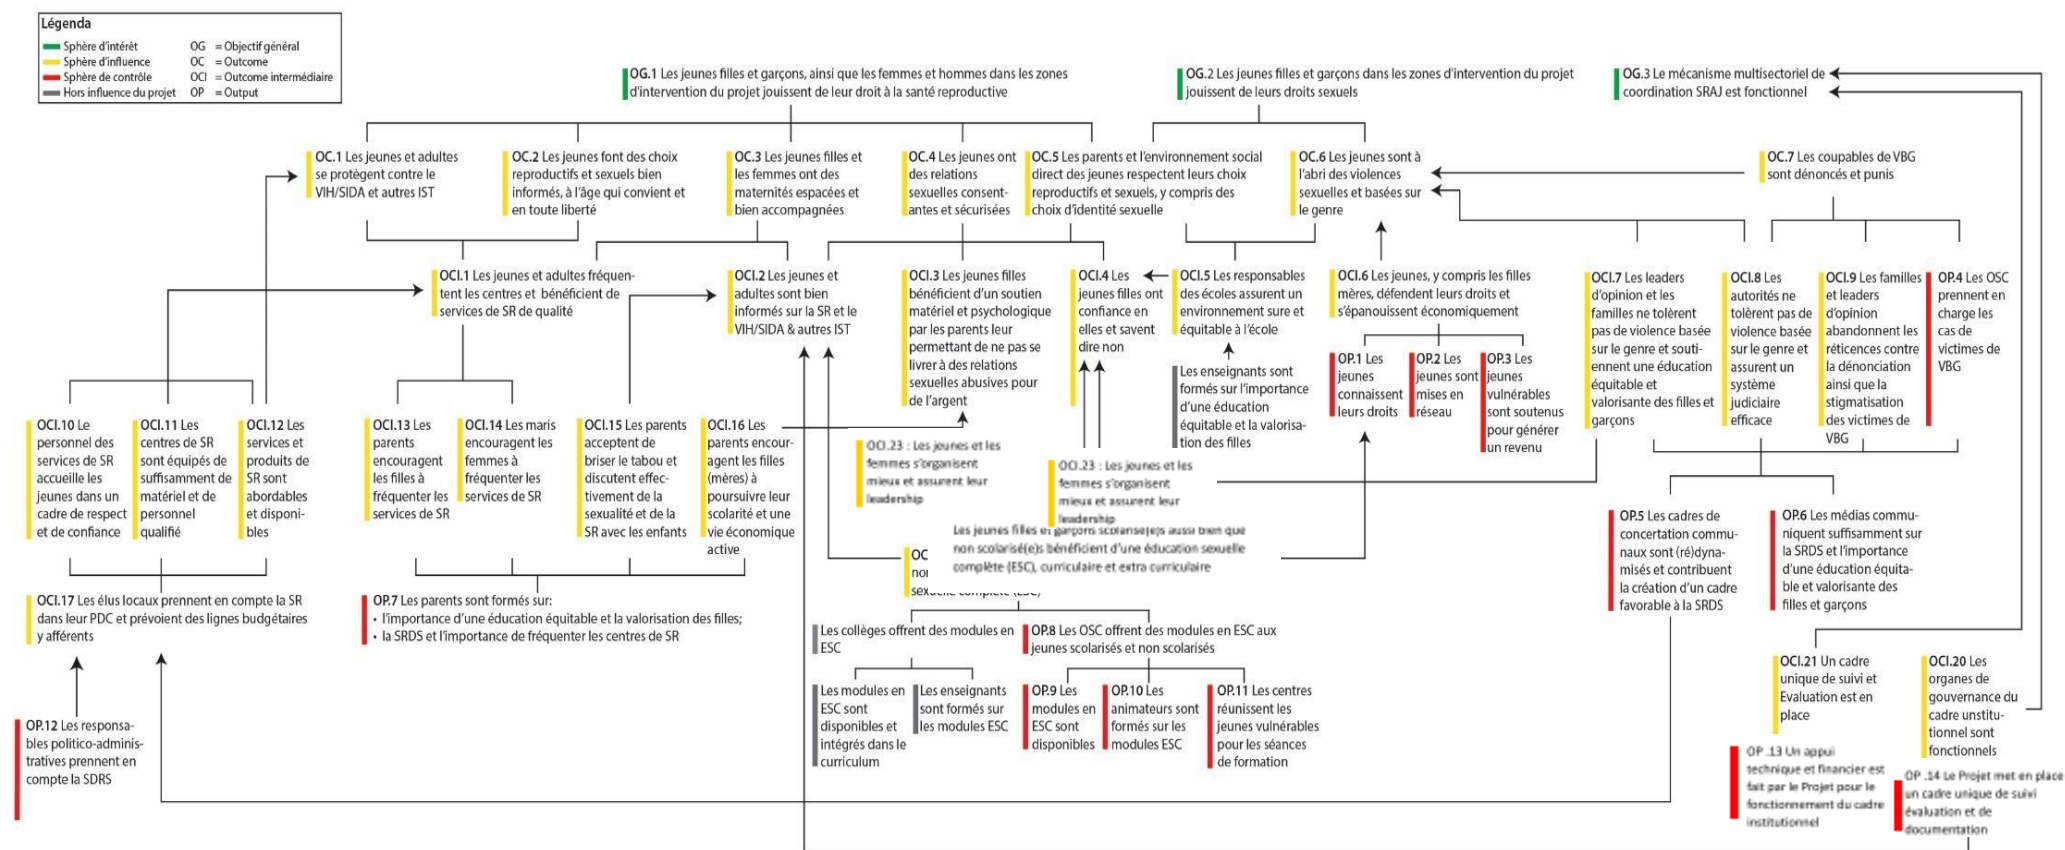 Légenda
Sphère d'intérêt OG = Objectif général
Sphère d'influence OC = Outcome
Sphère de contrôle OCI = Outcome intermédiaire
Hors influence du projet OP = Output
OG.1 Les jeunes filles et garçons, ainsi que les femmes et hommes dans les zones
d'intervention du projet jouissent de leur droit à la santé reproductive
OG.2 Les jeunes filles et garçons dans les zones d'intervention du projet
jouissent de leurs droits sexuels
OG.3 Le mécanisme multisectoriel de
coordination SRAJ est fonctionnel
OC.1 Les jeunes et adultes
se protègent contre le
VIH/SIDA et autres IST
OC.2 Les jeunes font des choix
reproductifs et sexuels bien
informés, à l'âge qui convient et
en toute liberté
OC.3 Les jeunes filles et
les femmes ont des
maternités espacées et
bien accompagnées
OC.4 Les jeunes ont
des relations
sexuelles consent-
antes et sécurisées
OC.5 Les parents et l'environnement social
direct des jeunes respectent leurs choix
reproductifs et sexuels, y compris des
choix d'identité sexuelle
OC.6 Les jeunes sont à
l'abri des violences
sexuelles et basées sur
le genre
OC.7 Les coupables de VBG
sont dénoncés et punis
OCI.1 Les jeunes et adultes fréquen-
tent les centres et bénéficient de
services de SR de qualité
OCI.2 Les jeunes et
adultes sont bien
informés sur la SR et le
VIH/SIDA & autres IST
OCI.3 Les jeunes filles
bénéficient d'un soutien
matériel et psychologique
par les parents leur
permettant de ne pas se
livrer à des relations
sexuelles abusives pour
de l'argent
OCI.4 Les
jeunes filles ont
confiance en
elles et savent
dire non
OCI.5 Les responsables
des écoles assurent un
environnement sure et
équitable à l'école
OCI.6 Les jeunes, y compris les filles
mères, défendent leurs droits et
s'épanouissent économiquement
OCI.7 Les leaders
d'opinion et les
familles ne tolèrent
pas de violence basée
sur le genre et souti-
ennent une éducation
équitable et
valorisante des filles et
garçons
OCI.8 Les
autorités ne
tolèrent pas de
violence basée
sur le genre et
assurent un
système
judiciaire
efficace
OCI.9 Les familles
et leaders
d'opinion
abandonnent les
réticences contre
la dénonciation
ainsi que la
stigmatisation
des victimes de
VBG
OP.4 Les OSC
prennent en
charge les
cas de
victimes de
VBG
Les enseignants sont
formés sur l'importance
d'une éducation
équitable et la valorisa-
tion des filles
OP.1 Les
jeunes
connaissent
leurs droits
OP.2 Les
jeunes sont
mises en
réseau
OP.3 Les
jeunes
vulnérables
sont soutenus
pour générer
un revenu
OCI.10 Le
personnel des
services de SR
accueille les
jeunes dans un
cadre de respect
et de confiance
OCI.11 Les
centres de SR
sont équipés de
suffisamment de
matériel et de
personnel
qualifié
OCI.12 Les
services et
produits de
SR sont
abordables
et disponi-
bles
OCI.13 Les
parents
encouragent
les filles à
fréquenter les
services de SR
OCI.14 Les maris
encouragent les
femmes à
fréquenter les
services de SR
OCI.15 Les parents
acceptent de
briser le tabou et
discutent effec-
tivement de la
sexualité et de la
SR avec les enfants
OCI.16 Les
parents encour-
agent les filles
(mères) à
poursuivre leur
scolarité et une
vie économique
active
OCI.23 : Les jeunes et les
femmes s'organisent
mieux et assurent leur
leadership
OCI.23 : Les jeunes et les
femmes s'organisent
mieux et assurent leur
leadership
Les jeunes filles et garçons scolarisé(e)s aussi bien que
non scolarisé(e)s bénéficient d'une éducation sexuelle
complète (ESC), curriculaire et extra curriculaire
OP.5 Les cadres de
concertation commu-
naux sont (ré)dyna-
misés et contribuent
la création d'un cadre
favorable à la SRDS
OP.6 Les médias commu-
niquent suffisamment sur
la SRDS et l'importance
d'une éducation équita-
ble et valorisante des
filles et garçons
OCI.17 Les élus locaux prennent en compte la SR
dans leur PDC et prévoient des lignes budgétaires
y afférents
OP.7 Les parents sont formés sur:
• l'importance d'une éducation équitable et la valorisation des filles;
• la SRDS et l'importance de fréquenter les centres de SR
Les collèges offrent des modules en
ESC
OP.8 Les OSC offrent des modules en ESC aux
jeunes scolarisés et non scolarisés
Les modules en
ESC sont
disponibles et
intégrés dans le
curriculum
Les enseignants
sont formés sur
les modules ESC
OP.9 Les
modules en
ESC sont
disponibles
OP.10 Les
animateurs sont
formés sur les
modules ESC
OP.11 Les centres
réunissent les
jeunes vulnérables
pour les séances
de formation
OCI.21 Un cadre
unique de suivi et
Evaluation est en
place
OCI.20 Les
organes de
gouvernance du
cadre unstitu-
tionnel sont
fonctionnels
OP.12 Les responsa-
bles politico-adminis-
tratives prennent en
compte la SDRS
OP .13 Un appui
technique et financier est
fait par le Projet pour le
fonctionnement du cadre
institutionnel
OP .14 Le Projet met en place
un cadre unique de suivi
évaluation et de
documentation